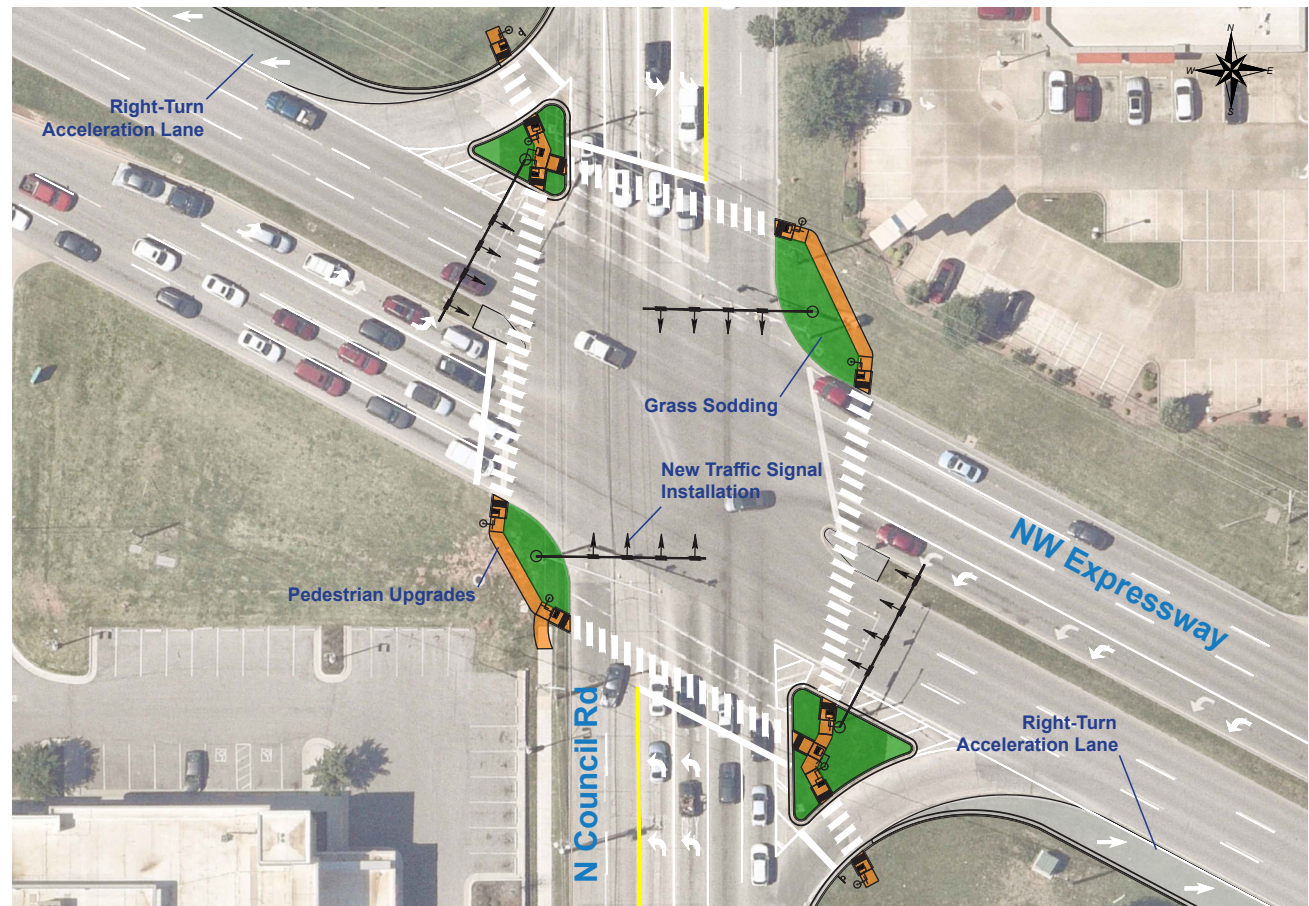 N
W
E
S
Right-Turn
Acceleration Lane
Grass Sodding
New Traffic Signal
Installation
NW Expressway
Pedestrian Upgrades
N Council Rd
Right-Turn
Acceleration Lane